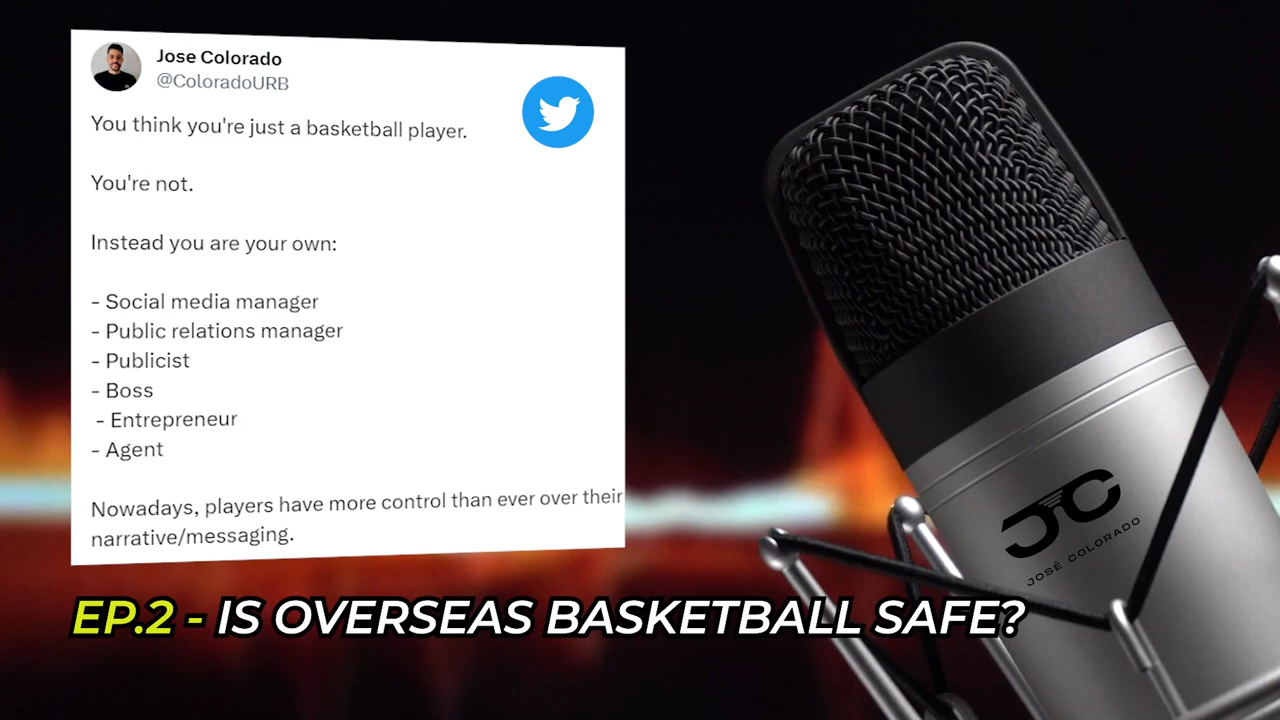 Jose Colorado
@ColoradoURB
You think you're just a basketball player.
You're not.
Instead you are your own:
- Social media manager
- Public relations manager
- Publicist
- Boss
- Entrepreneur
- Agent
Nowadays, players have more control than ever over their
narrative/messaging.
JC
JOSÉ COLORADO
EP.2 - IS OVERSEAS BASKETBALL SAFE?